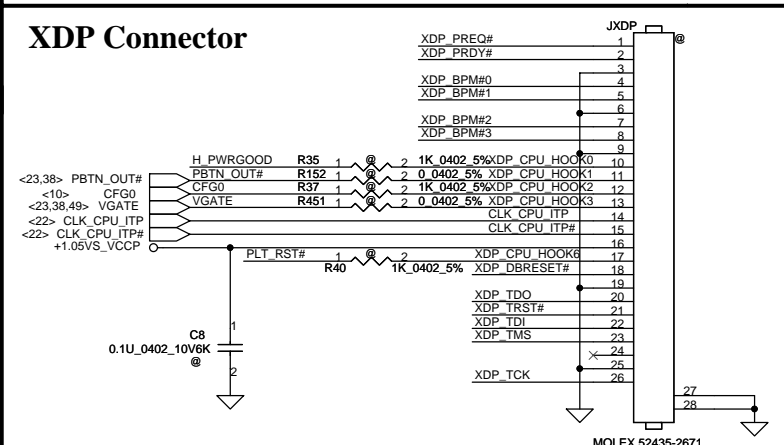 XDP Connector
JXDP
@
XDP_PREQ# 1
XDP_PRDY# 2
3
XDP_BPM#0 4
XDP_BPM#1 5
6
XDP_BPM#2 7
XDP_BPM#3 8
9
H_PWRGOOD R35 1 @ 2 1K_0402_5% XDP_CPU_HOOK0 10
<23,38> PBTN_OUT# PBTN_OUT# R152 1 @ 2 0_0402_5% XDP_CPU_HOOK1 11
<10> CFG0 CFG0 R37 1 @ 2 1K_0402_5% XDP_CPU_HOOK2 12
<23,38,49> VGATE VGATE R451 1 @ 2 0_0402_5% XDP_CPU_HOOK3 13
<22> CLK_CPU_ITP CLK_CPU_ITP 14
<22> CLK_CPU_ITP# CLK_CPU_ITP# 15
+1.05VS_VCCP 16
PLT_RST# 1 @ 2 XDP_CPU_HOOK6 17
R40 1K_0402_5% XDP_DBRESET# 18
19
XDP_TDO 20
XDP_TRST# 21
XDP_TDI 22
XDP_TMS 23
24
25
XDP_TCK 26
1
C8
0.1U_0402_10V6K
@
2
27
28
MOLEX 52435-2671